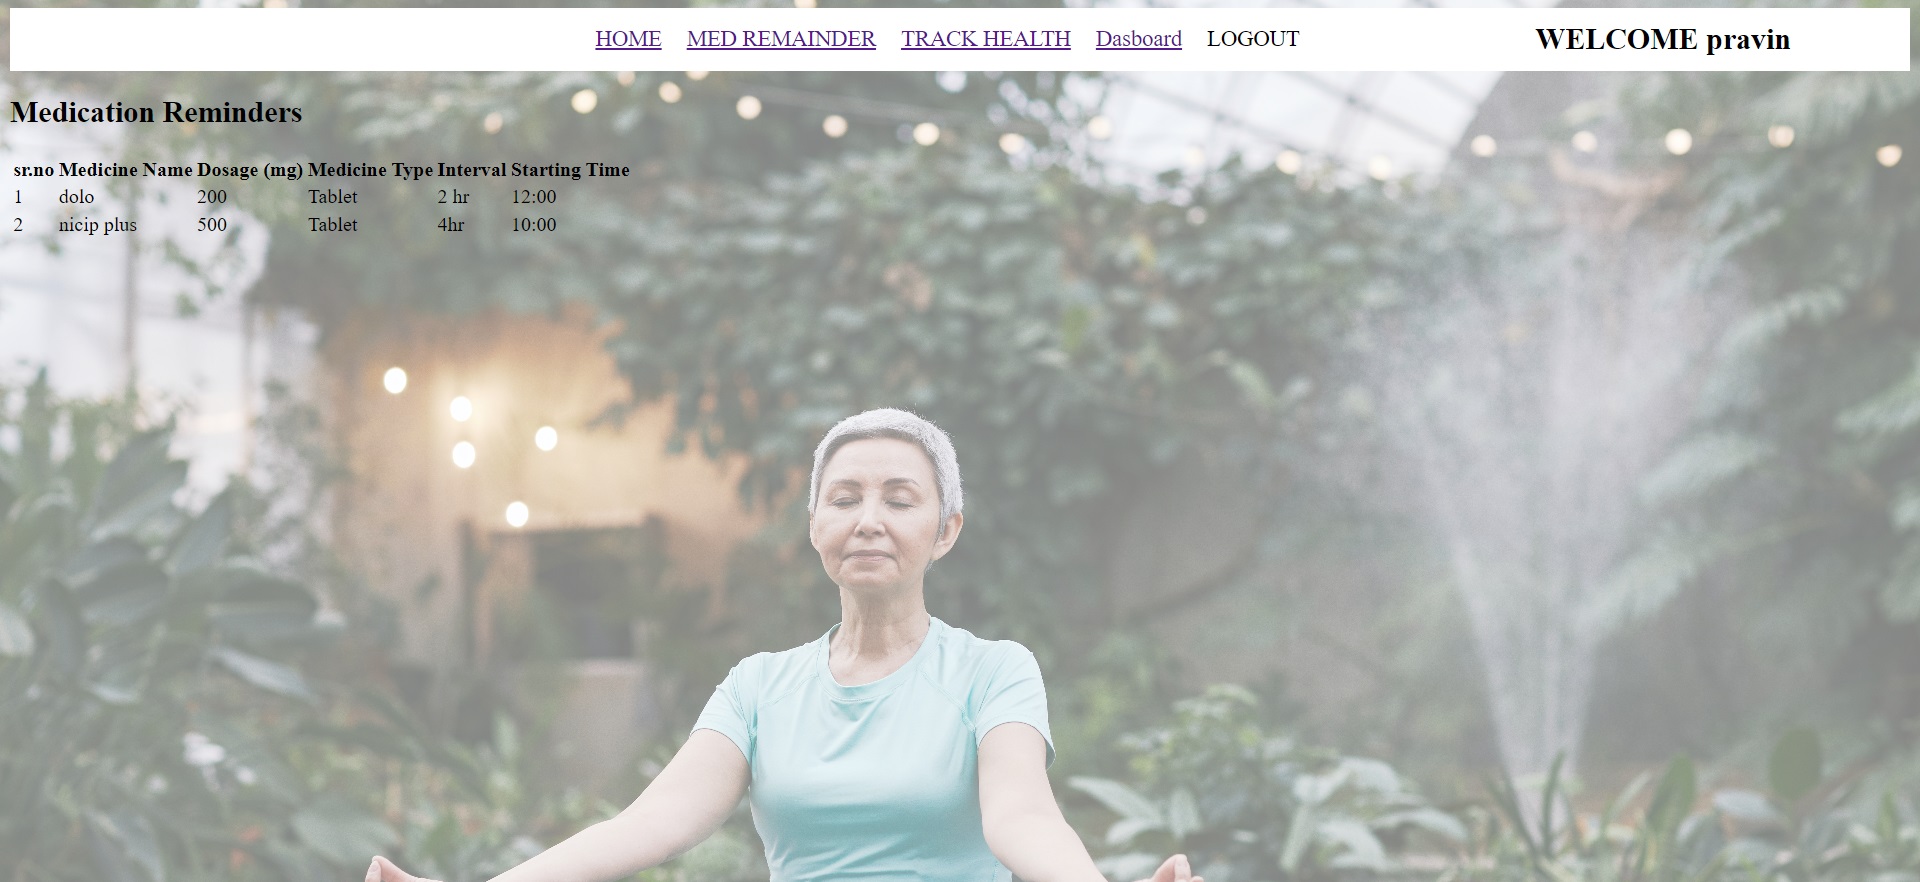 HOME MED REMAINDER TRACK HEALTH Dasboard LOGOUT WELCOME pravin
Medication Reminders
sr.no Medicine Name Dosage (mg) Medicine Type Interval Starting Time
1 dolo 200 Tablet 2 hr 12:00
2 nicip plus 500 Tablet 4hr 10:00